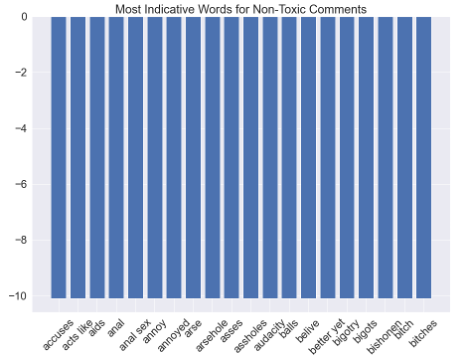 Most Indicative Words for Non-Toxic Comments
0
−2
−4
−6
−8
−10
accuses
acts like
aids
anal
anal sex
annoy
annoyed
arse
arsehole
asses
assholes
audacity
balls
belive
better yet
bigotry
bigots
bishonen
bitch
bitches